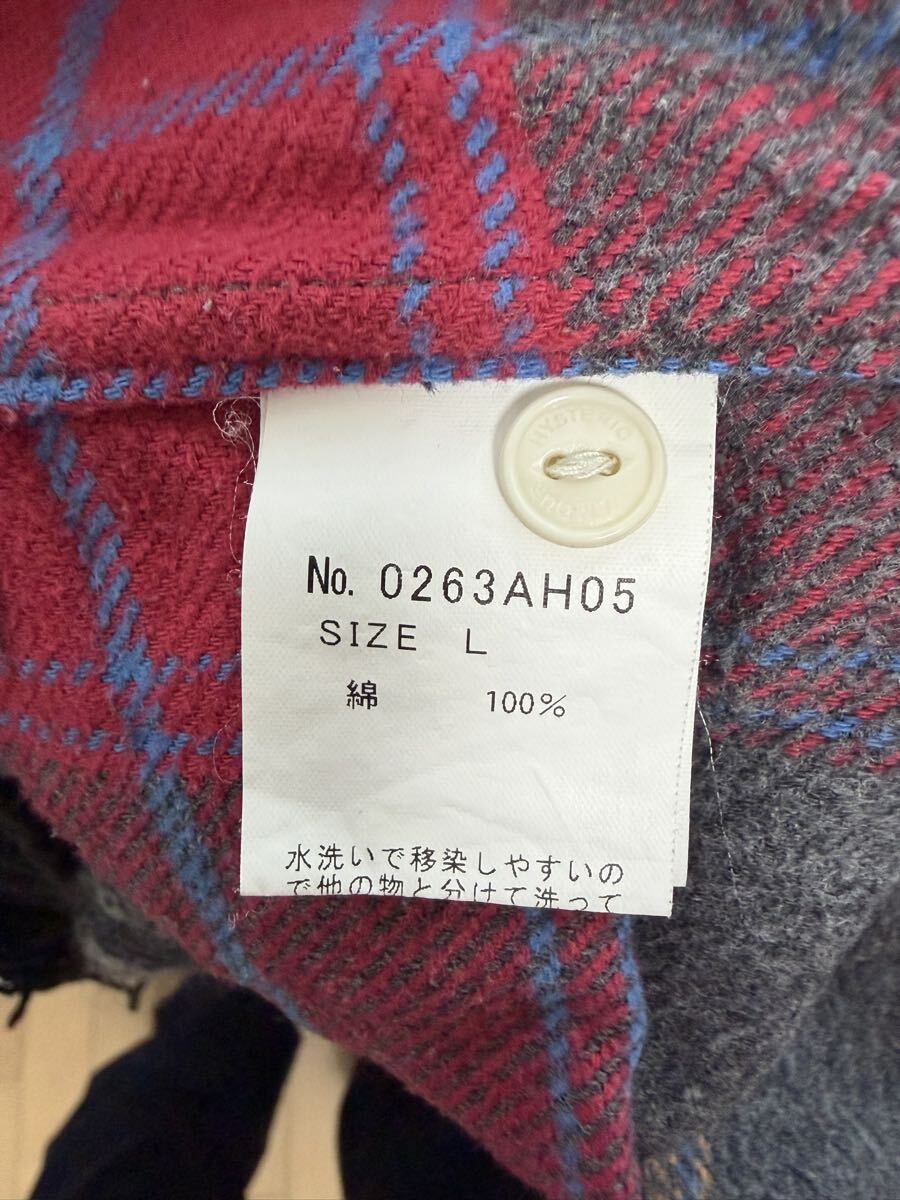 HYSTERIC
No. 0263AH05
SIZE L
綿 100%
水洗いで移染しやすいの
で他の物と分けて洗って